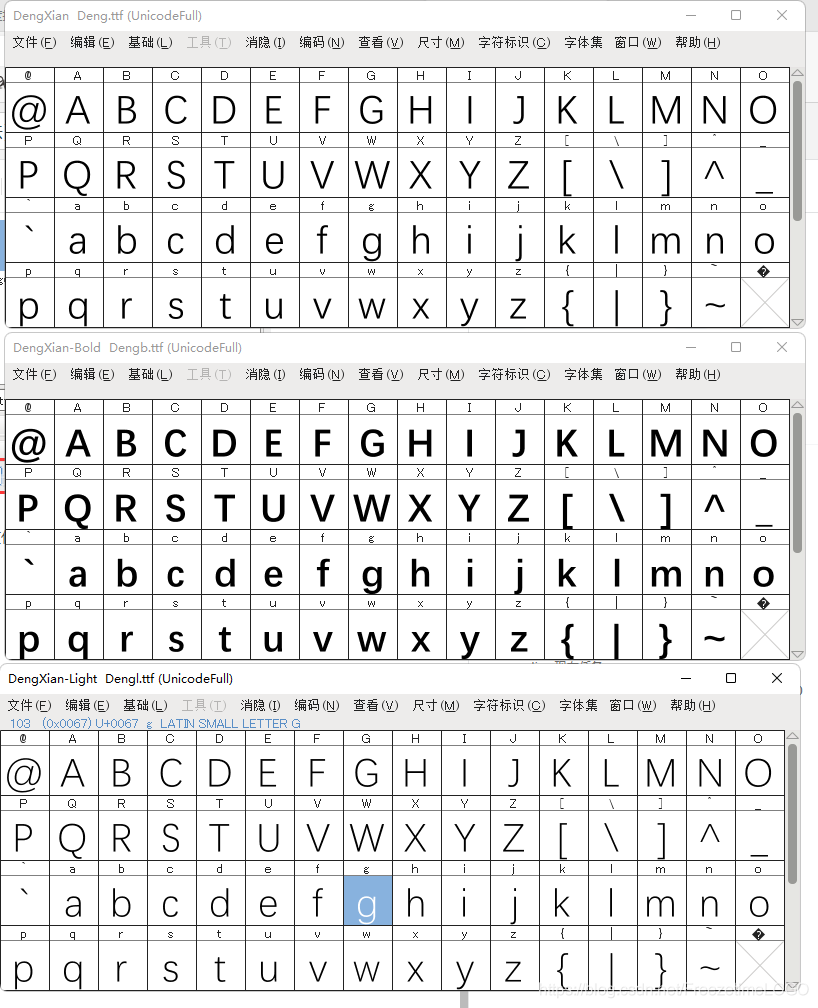 DengXian Deng.ttf (UnicodeFull)
文件(F) 编辑(E) 基础(L) 工具(T) 消隐(I) 编码(N) 查看(V) 尺寸(M) 字符标识(C) 字体集 窗口(W) 帮助(H)
@ A B C D E F G H I J K L M N O
@ A B C D E F G H I J K L M N O
P Q R S T U V W X Y Z [ \ ] ^ _
P Q R S T U V W X Y Z [ \ ] ^ _
` a b c d e f g h i j k l m n o
` a b c d e f g h i j k l m n o
p q r s t u v w x y z { | } ~ �
p q r s t u v w x y z { | } ~
DengXian-Bold Dengb.ttf (UnicodeFull)
文件(F) 编辑(E) 基础(L) 工具(T) 消隐(I) 编码(N) 查看(V) 尺寸(M) 字符标识(C) 字体集 窗口(W) 帮助(H)
@ A B C D E F G H I J K L M N O
@ A B C D E F G H I J K L M N O
P Q R S T U V W X Y Z [ \ ] ^ _
P Q R S T U V W X Y Z [ \ ] ^ _
` a b c d e f g h i j k l m n o
` a b c d e f g h i j k l m n o
p q r s t u v w x y z { | } ~ �
p q r s t u v w x y z { | } ~
DengXian-Light Dengl.ttf (UnicodeFull)
文件(F) 编辑(E) 基础(L) 工具(T) 消隐(I) 编码(N) 查看(V) 尺寸(M) 字符标识(C) 字体集 窗口(W) 帮助(H)
103 (0x0067) U+0067 g LATIN SMALL LETTER G
@ A B C D E F G H I J K L M N O
@ A B C D E F G H I J K L M N O
P Q R S T U V W X Y Z [ \ ] ^ _
P Q R S T U V W X Y Z [ \ ] ^ _
` a b c d e f g h i j k l m n o
` a b c d e f g h i j k l m n o
p q r s t u v w x y z { | } ~ �
p q r s t u v w x y z { | } ~